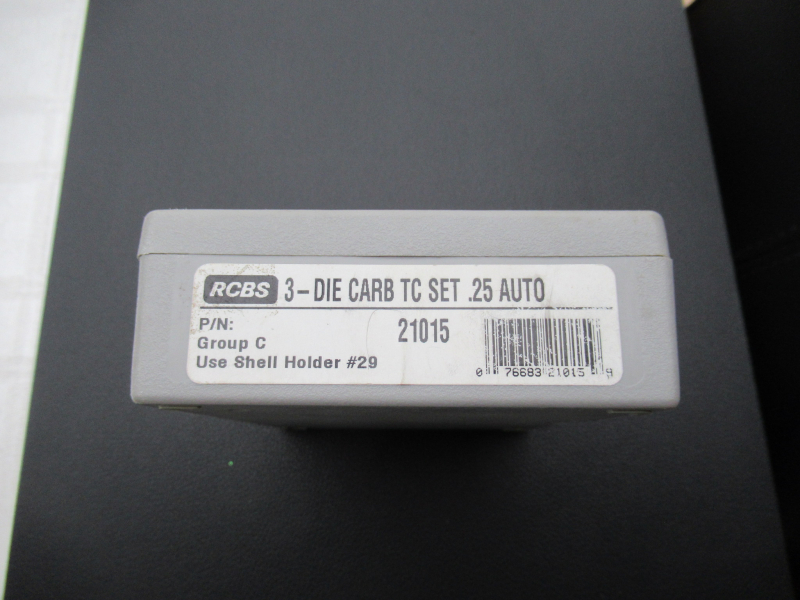 RCBS 3-DIE CARB TC SET .25 AUTO
P/N: 21015
Group C
Use Shell Holder #29
0 76683 21015 9